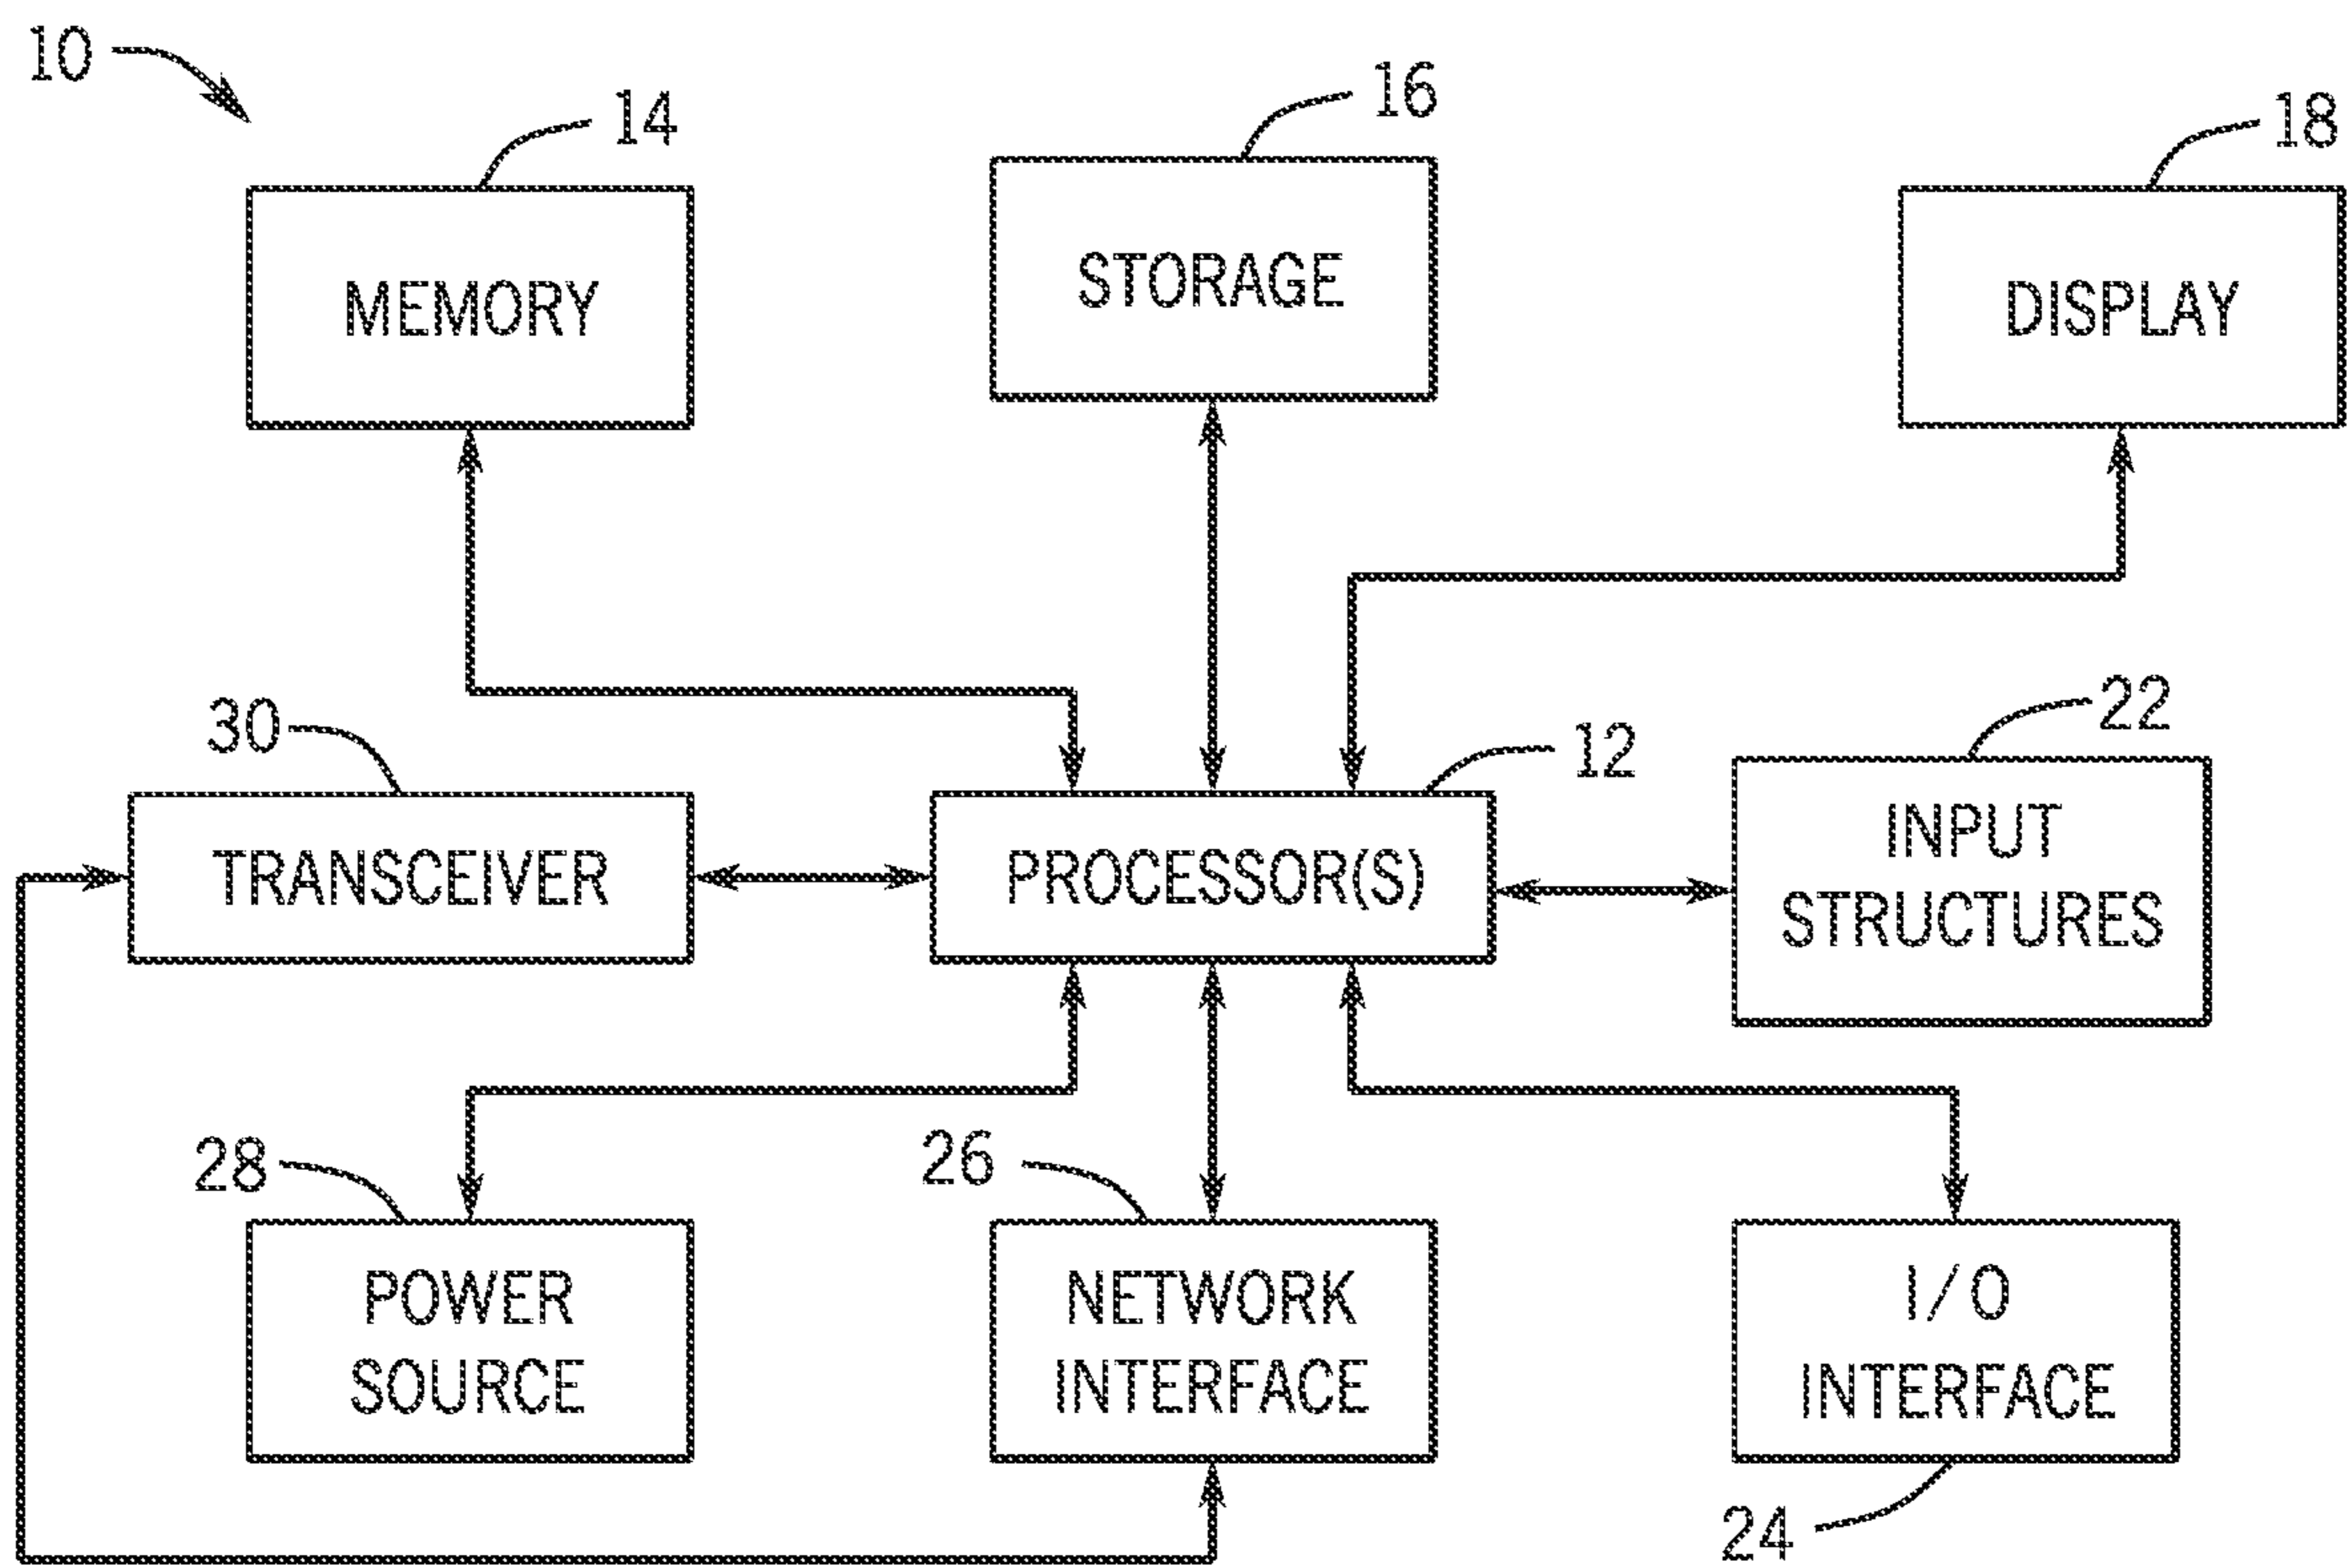 10
14
16
18
MEMORY
STORAGE
DISPLAY
30
12
22
TRANSCEIVER
PROCESSOR(S)
INPUT
STRUCTURES
28
26
POWER
SOURCE
NETWORK
INTERFACE
I/O
INTERFACE
24